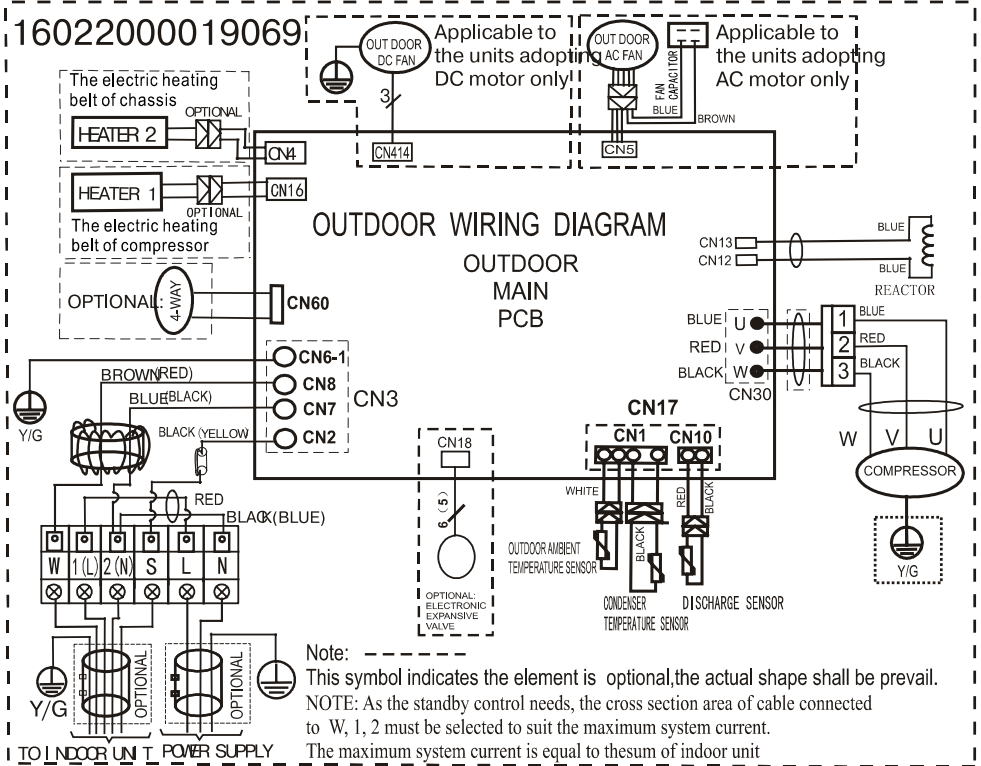 16022000019069
OUT DOOR
DC FAN
3
CN414
Applicable to
the units adopting
DC motor only
OUT DOOR
AC FAN
FAN
CAPACITOR
BLUE
BROWN
CN5
Applicable to
the units adopting
AC motor only
The electric heating
belt of chassis
OPTIONAL
HEATER 2
CN4
HEATER 1
CN16
OPTIONAL
The electric heating
belt of compressor
OPTIONAL:
4-WAY
CN60
OUTDOOR WIRING DIAGRAM
OUTDOOR
MAIN
PCB
CN13
CN12
BLUE
BLUE
REACTOR
BLUE U
RED V
BLACK W
CN30
1 BLUE
2 RED
3 BLACK
W V U
COMPRESSOR
Y/G
CN6-1
CN8
CN7
CN2
CN3
Y/G
BROWN(RED)
BLUE(BLACK)
BLACK(YELLOW)
RED
BLACK(BLUE)
W 1(L) 2(N) S L N
CN18
6 (5)
OPTIONAL:
ELECTRONIC
EXPANSIVE
VALVE
CN17
CN1 CN10
WHITE
BLACK
RED
BLACK
OUTDOOR AMBIENT
TEMPERATURE SENSOR
CONDENSER
TEMPERATURE SENSOR
DISCHARGE SENSOR
Y/G
OPTIONAL
OPTIONAL
TO INDOOR UNIT
POWER SUPPLY
Note: – – – – – –
This symbol indicates the element is optional,the actual shape shall be prevail.
NOTE: As the standby control needs, the cross section area of cable connected
to W, 1, 2 must be selected to suit the maximum system current.
The maximum system current is equal to thesum of indoor unit